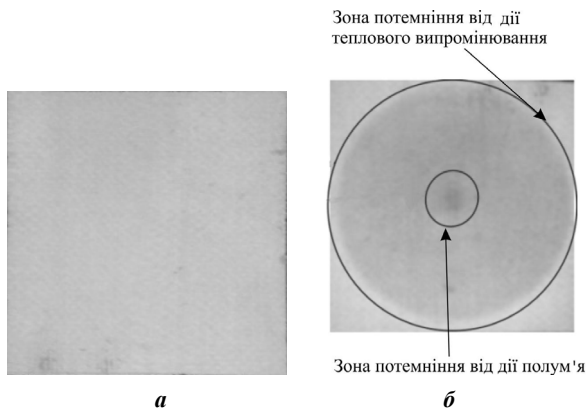 Зона потемніння від дії
теплового випромінювання
Зона потемніння від дії полум'я
а
б